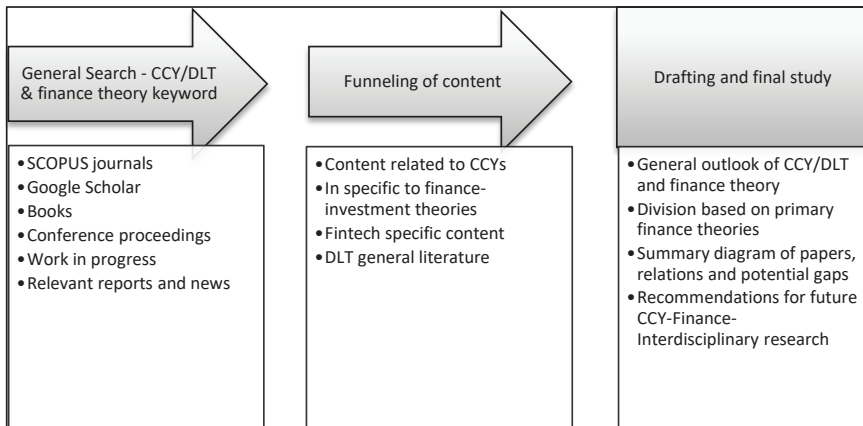 General Search - CCY/DLT
& finance theory keyword
•SCOPUS journals
•Google Scholar
•Books
•Conference proceedings
•Work in progress
•Relevant reports and news
Funneling of content
•Content related to CCYs
•In specific to finance-
investment theories
•Fintech specific content
•DLT general literature
Drafting and final study
•General outlook of CCY/DLT
and finance theory
•Division based on primary
finance theories
•Summary diagram of papers,
relations and potential gaps
•Recommendations for future
CCY-Finance-
Interdisciplinary research